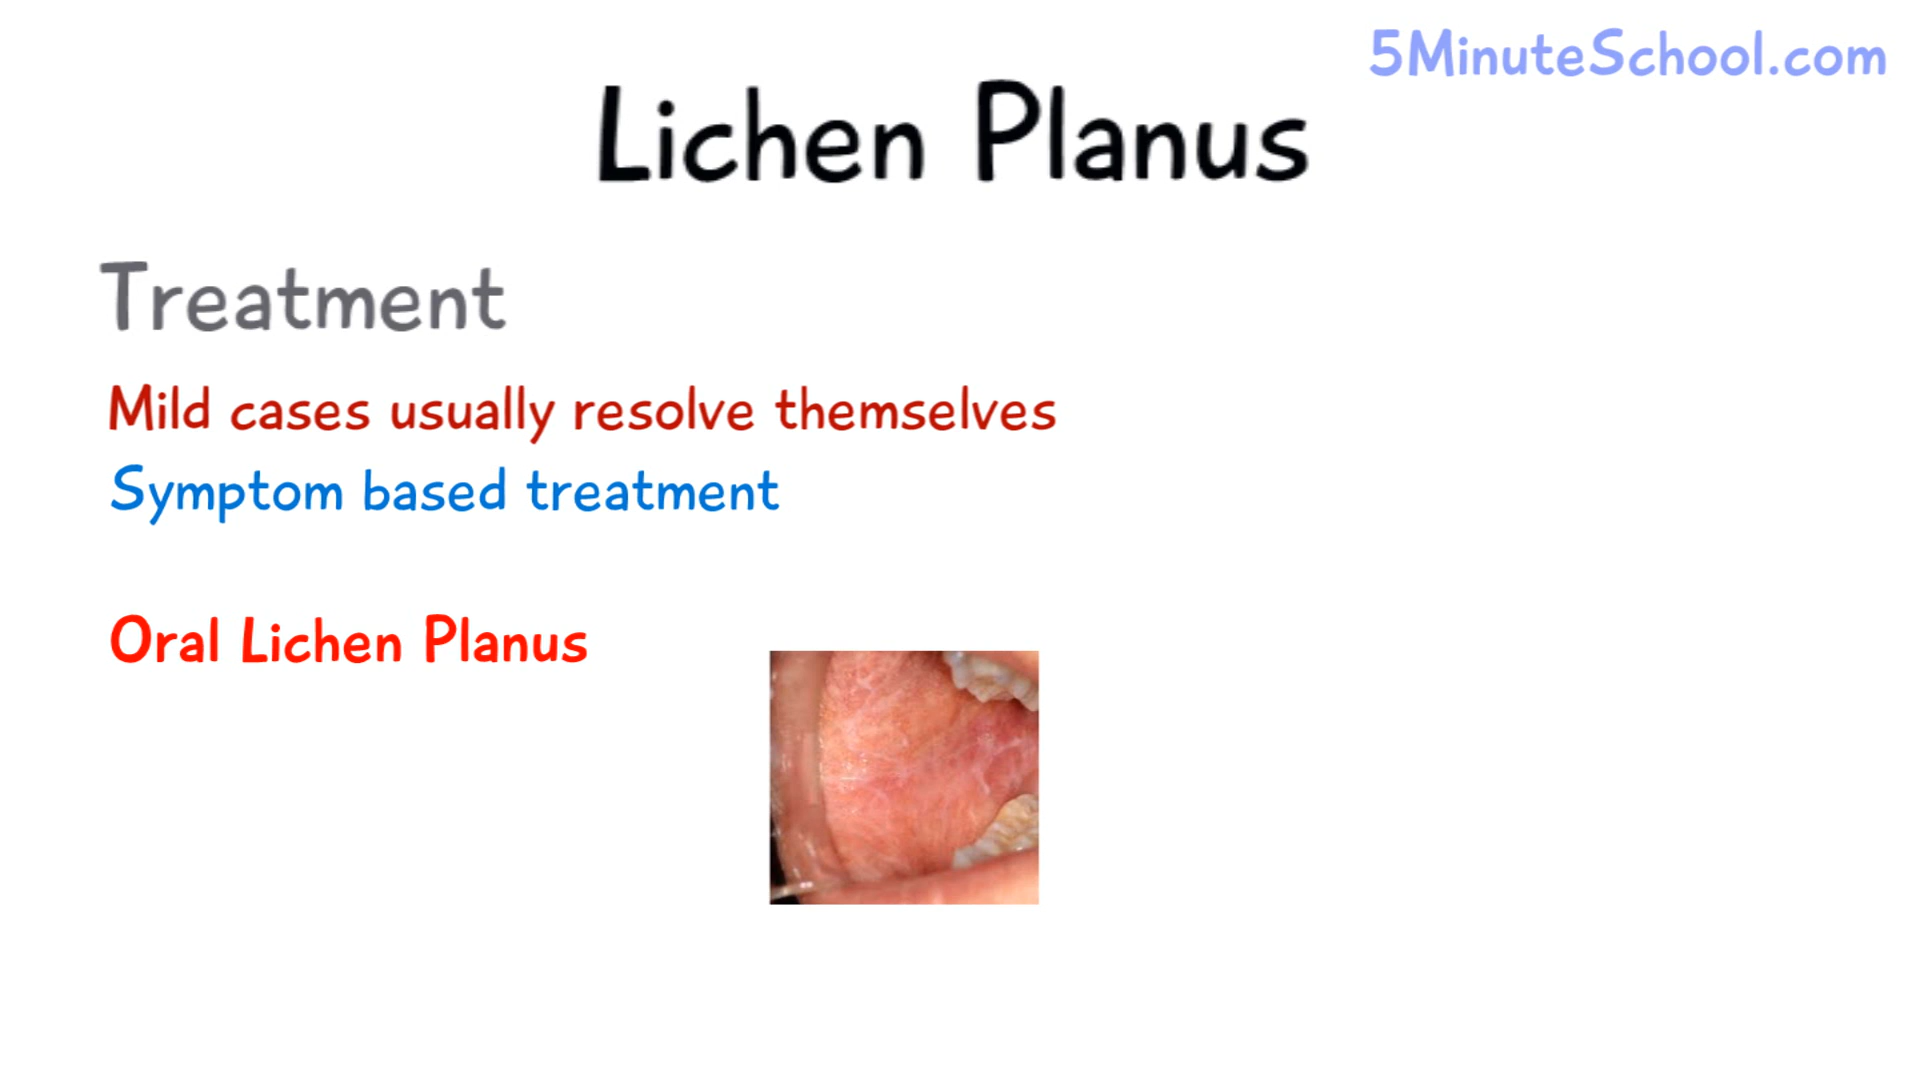 5MinuteSchool.com
Lichen Planus
Treatment
Mild cases usually resolve themselves
Symptom based treatment
Oral Lichen Planus